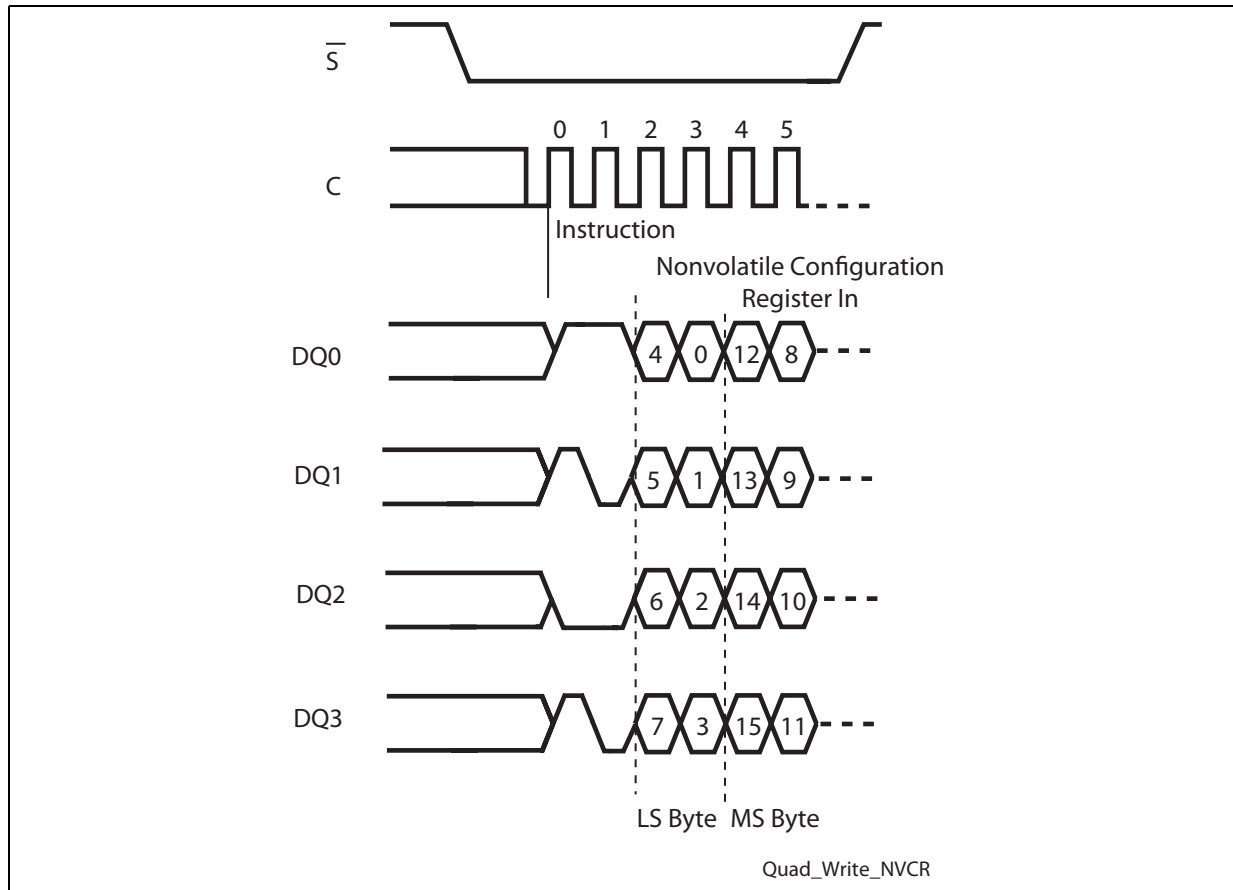 S
0 1 2 3 4 5
C
Instruction
Nonvolatile Configuration
Register In
DQ0 4 0 12 8
DQ1 5 1 13 9
DQ2 6 2 14 10
DQ3 7 3 15 11
LS Byte MS Byte
Quad_Write_NVCR